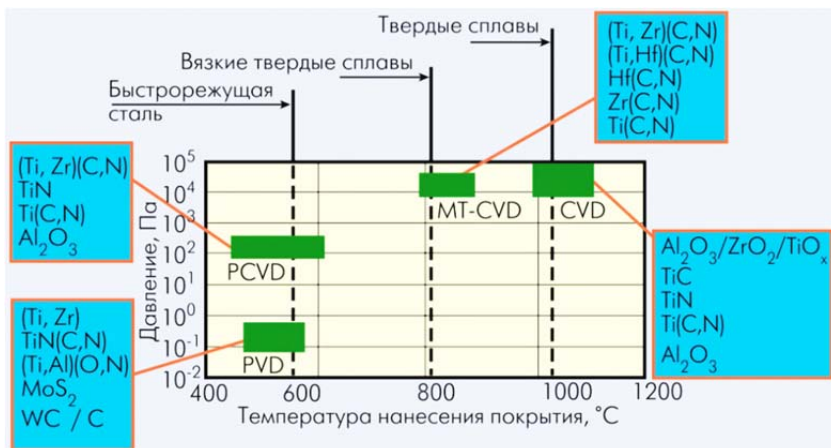 Твердые сплавы
Вязкие твердые сплавы
Быстрорежущая
сталь
(Ti, Zr)(C,N)
(Ti,Hf)(C,N)
Hf(C,N)
Zr(C,N)
Ti(C,N)
(Ti, Zr)(C,N)
TiN
Ti(C,N)
Al₂O₃
(Ti, Zr)
TiN(C,N)
(Ti,Al)(O,N)
MoS₂
WC / C
Давление, Па
10⁵
10⁴
10³
10²
10¹
10⁰
10⁻¹
10⁻²
MT-CVD
CVD
PCVD
PVD
Al₂O₃/ZrO₂/TiOₓ
TiC
TiN
Ti(C,N)
Al₂O₃
400 600 800 1000 1200
Температура нанесения покрытия, °C